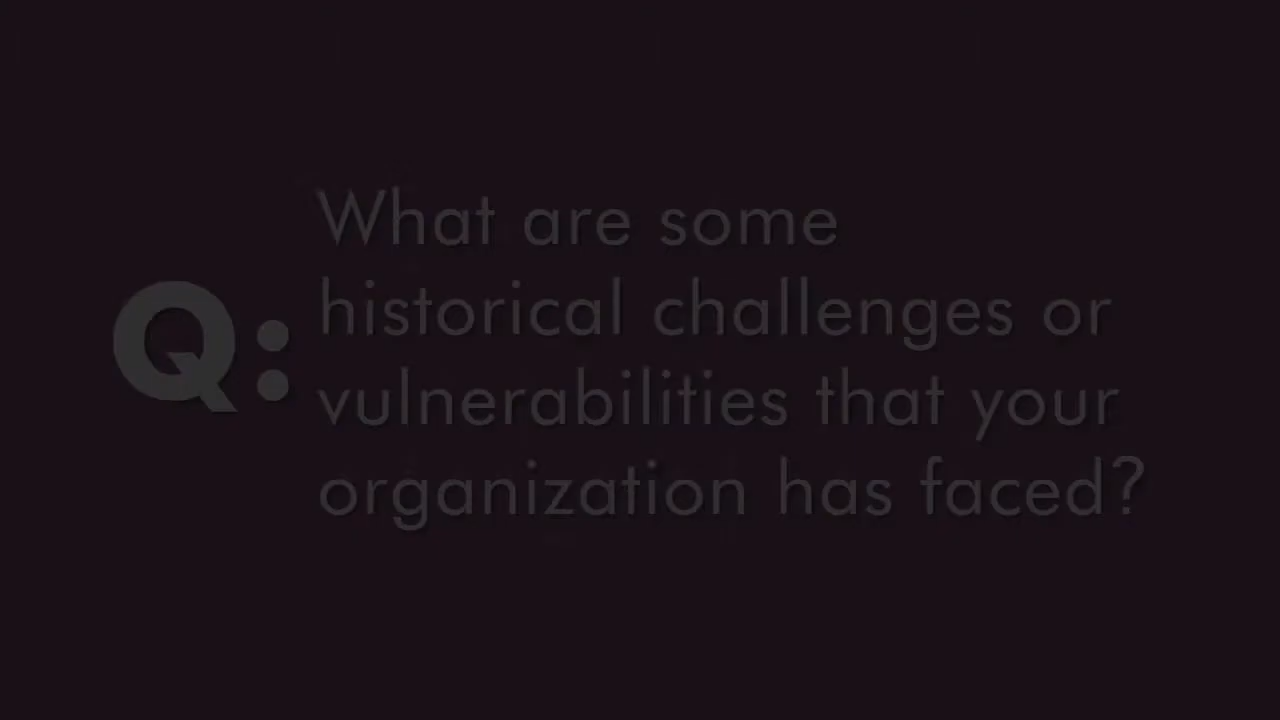 Q:
What are some
historical challenges or
vulnerabilities that your
organization has faced?